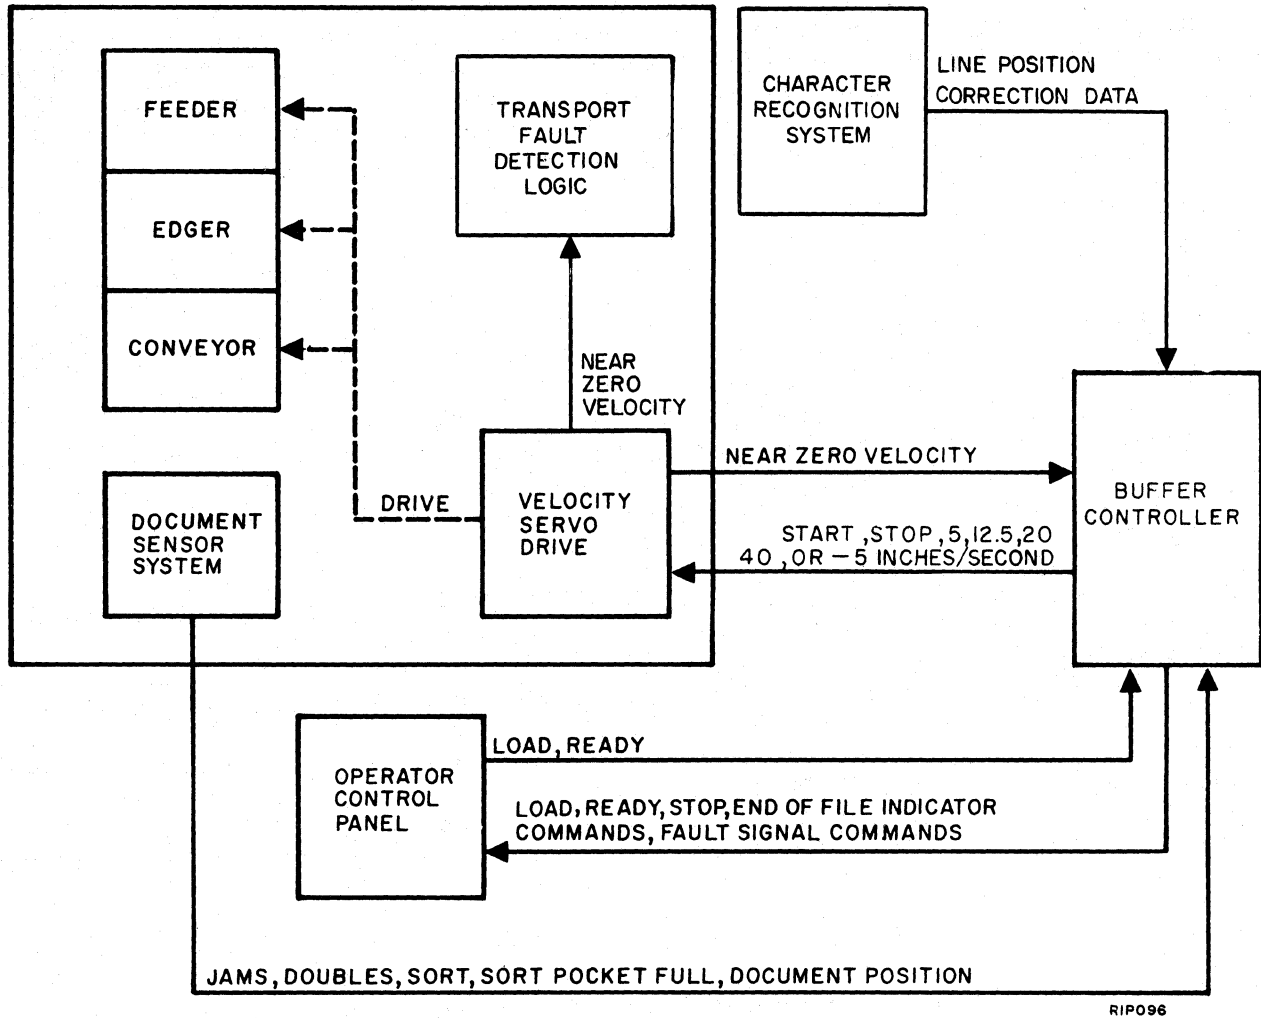 FEEDER
EDGER
CONVEYOR
TRANSPORT
FAULT
DETECTION
LOGIC
CHARACTER
RECOGNITION
SYSTEM
LINE POSITION
CORRECTION DATA
NEAR
ZERO
VELOCITY
DOCUMENT
SENSOR
SYSTEM
DRIVE
VELOCITY
SERVO
DRIVE
NEAR ZERO VELOCITY
START, STOP, 5, 12.5, 20
40, OR -5 INCHES/SECOND
BUFFER
CONTROLLER
OPERATOR
CONTROL
PANEL
LOAD, READY
LOAD, READY, STOP, END OF FILE INDICATOR
COMMANDS, FAULT SIGNAL COMMANDS
JAMS, DOUBLES, SORT, SORT POCKET FULL, DOCUMENT POSITION
RIP096